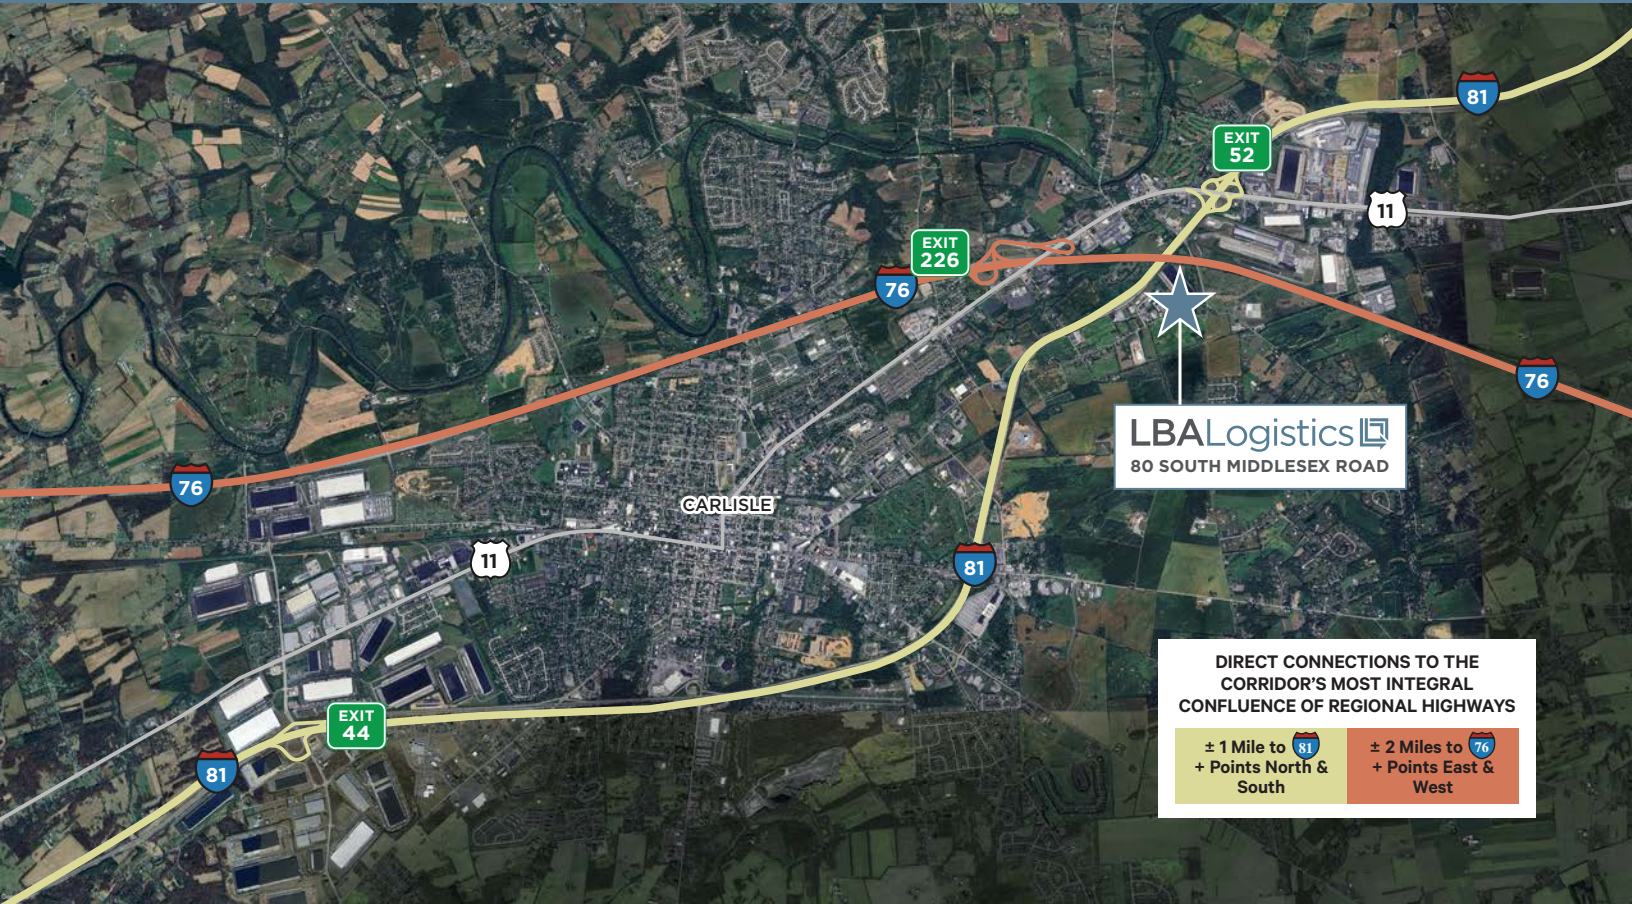 81
EXIT
52
11
EXIT
226
76
76
LBALogistics
80 SOUTH MIDDLESEX ROAD
76
CARLISLE
11
81
DIRECT CONNECTIONS TO THE
CORRIDOR'S MOST INTEGRAL
CONFLUENCE OF REGIONAL HIGHWAYS
± 1 Mile to 81
+ Points North &
South
± 2 Miles to 76
+ Points East &
West
EXIT
44
81